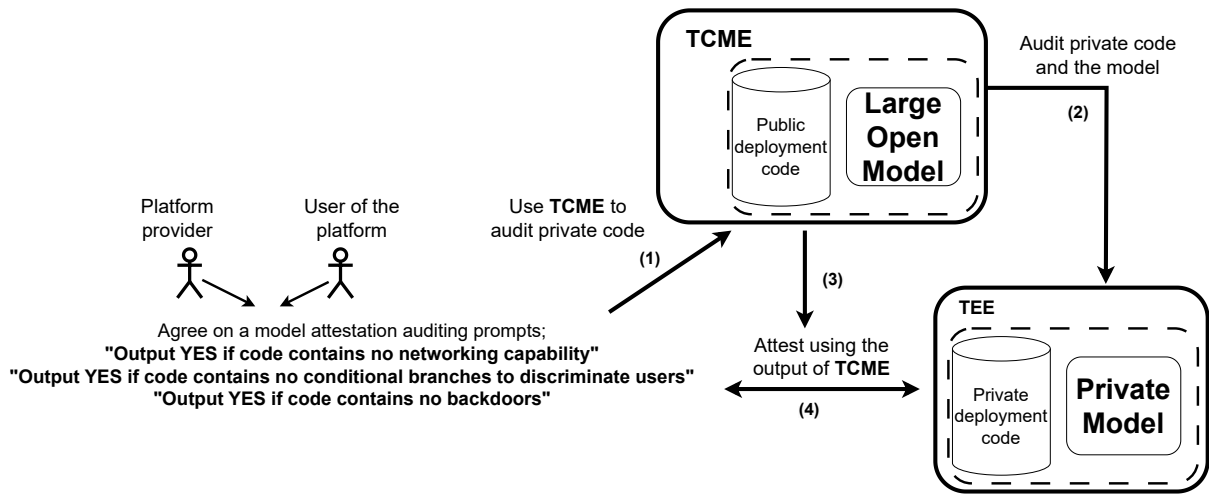 TCME
Public
deployment
code
Large
Open
Model
Audit private code
and the model
(2)
Platform
provider
User of the
platform
Use TCME to
audit private code
(1)
(3)
Agree on a model attestation auditing prompts;
"Output YES if code contains no networking capability"
"Output YES if code contains no conditional branches to discriminate users"
"Output YES if code contains no backdoors"
Attest using the
output of TCME
(4)
TEE
Private
deployment
code
Private
Model